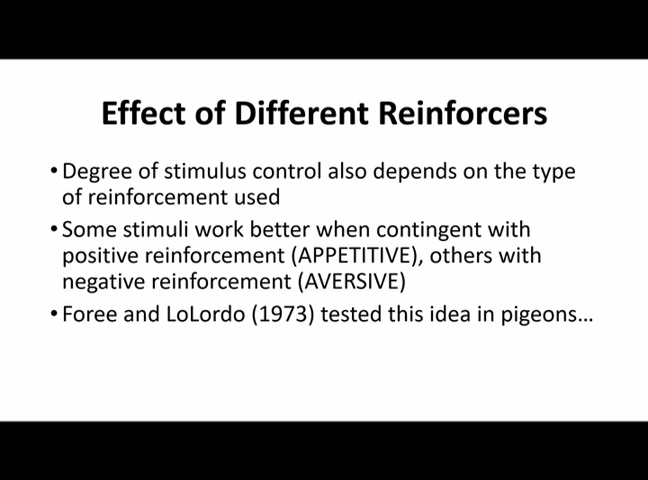 Effect of Different Reinforcers
• Degree of stimulus control also depends on the type
of reinforcement used
• Some stimuli work better when contingent with
positive reinforcement (APPETITIVE), others with
negative reinforcement (AVERSIVE)
• Foree and LoLordo (1973) tested this idea in pigeons...